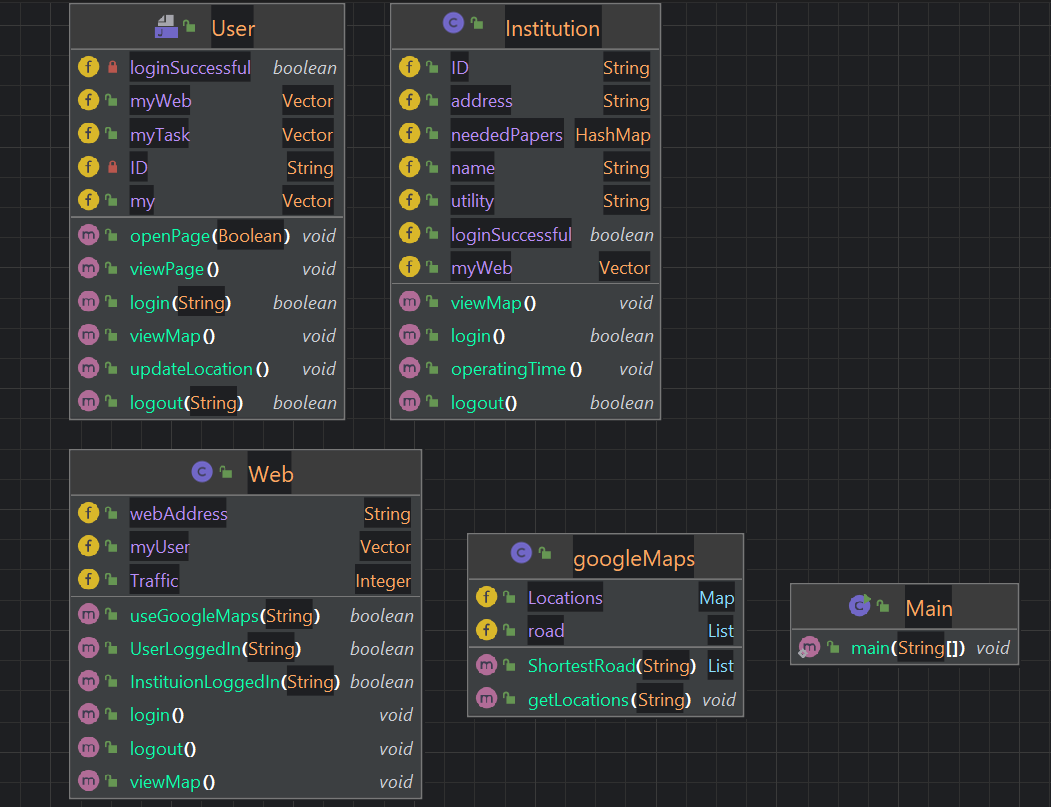 User
loginSuccessful boolean
myWeb Vector
myTask Vector
ID String
my Vector
openPage(Boolean) void
viewPage() void
login(String) boolean
viewMap() void
updateLocation() void
logout(String) boolean
Institution
ID String
address String
neededPapers HashMap
name String
utility String
loginSuccessful boolean
myWeb Vector
viewMap() void
login() boolean
operatingTime() void
logout() boolean
Web
webAddress String
myUser Vector
Traffic Integer
useGoogleMaps(String) boolean
UserLoggedIn(String) boolean
InstituionLoggedIn(String) boolean
login() void
logout() void
viewMap() void
googleMaps
Locations Map
road List
ShortestRoad(String) List
getLocations(String) void
Main
main(String[]) void